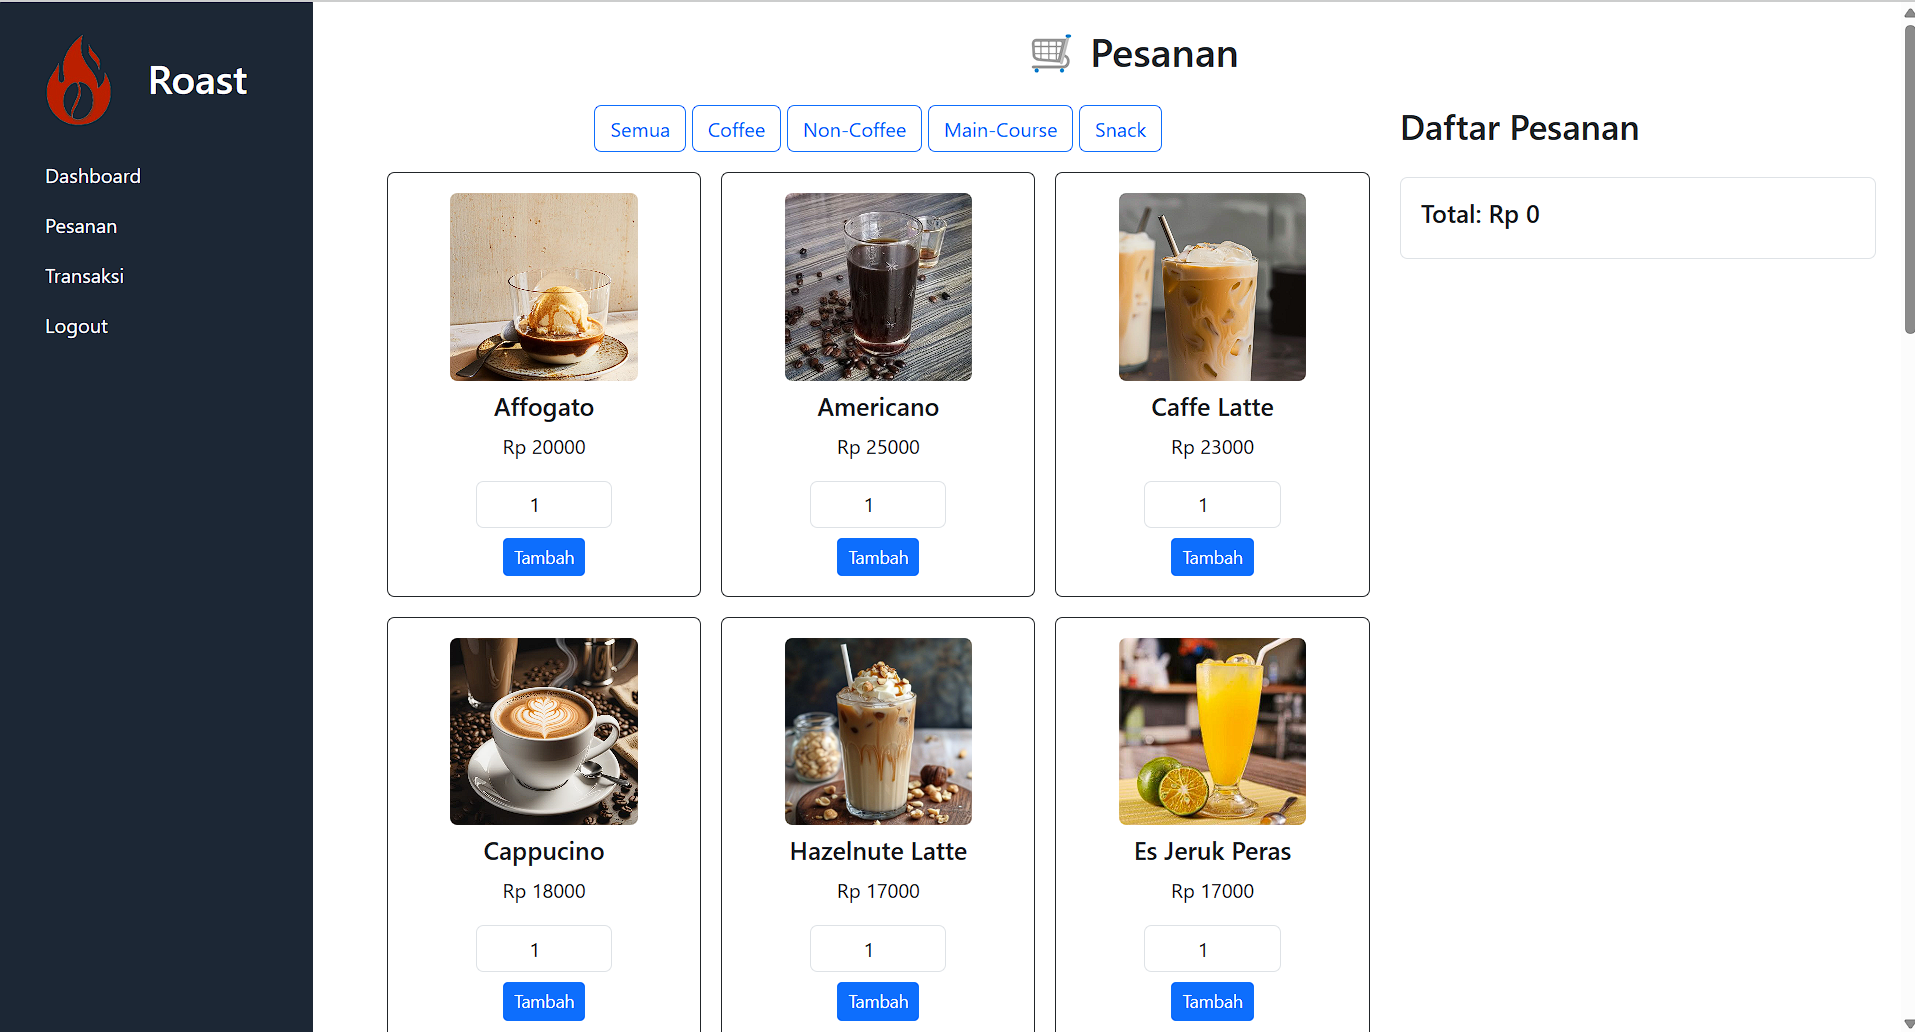 Roast
Dashboard
Pesanan
Transaksi
Logout
Pesanan
Semua
Coffee
Non-Coffee
Main-Course
Snack
Affogato
Rp 20000
1
Tambah
Americano
Rp 25000
1
Tambah
Caffe Latte
Rp 23000
1
Tambah
Cappucino
Rp 18000
1
Tambah
Hazelnute Latte
Rp 17000
1
Tambah
Es Jeruk Peras
Rp 17000
1
Tambah
Daftar Pesanan
Total: Rp 0